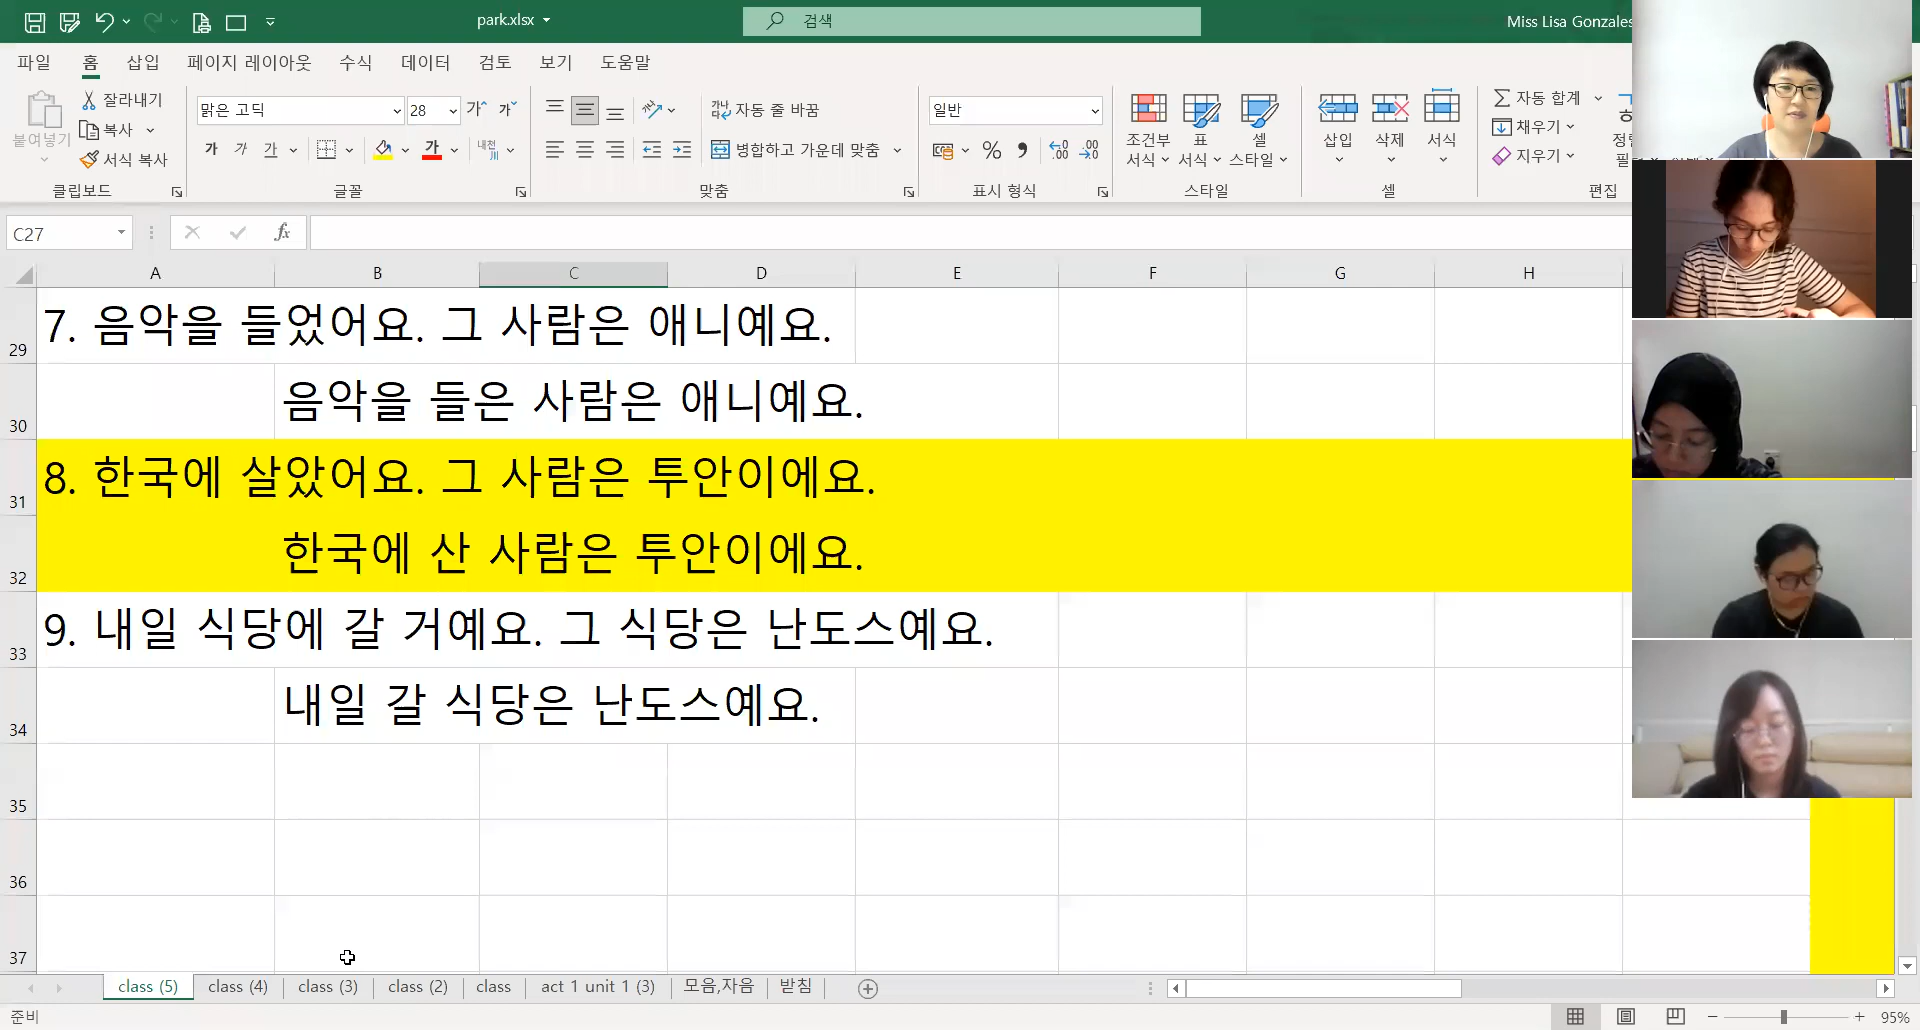 park.xlsx
검색
Miss Lisa Gonzales
파일 홈 삽입 페이지 레이아웃 수식 데이터 검토 보기 도움말
잘라내기
복사
서식 복사
붙여넣기
클립보드
맑은 고딕 28
가 가
가 가 가 가 내천
글꼴
자동 줄 바꿈
병합하고 가운데 맞춤
맞춤
일반
표시 형식
조건부 서식
표 서식
셀 스타일
스타일
삽입 삭제 서식
셀
자동 합계
채우기
지우기
편집
C27
fx
A B C D E F G H
29 7. 음악을 들었어요. 그 사람은 애니예요.
30 음악을 들은 사람은 애니예요.
31 8. 한국에 살았어요. 그 사람은 투안이에요.
32 한국에 산 사람은 투안이에요.
33 9. 내일 식당에 갈 거예요. 그 식당은 난도스예요.
34 내일 갈 식당은 난도스예요.
35
36
37
class (5) class (4) class (3) class (2) class act 1 unit 1 (3) 모음,자음 받침
준비
95%